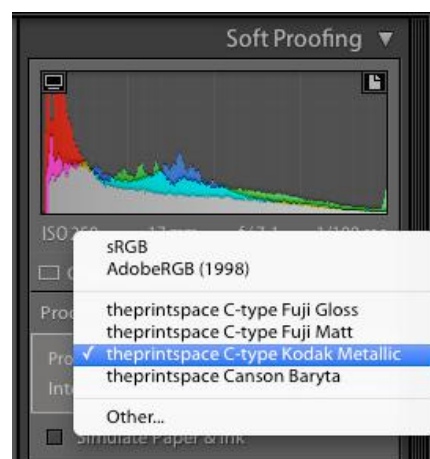 Soft Proofing
sRGB
AdobeRGB (1998)
theprintspace C-type Fuji Gloss
theprintspace C-type Fuji Matt
✓ theprintspace C-type Kodak Metallic
theprintspace Canson Baryta
Other...
Simulate Paper & Ink